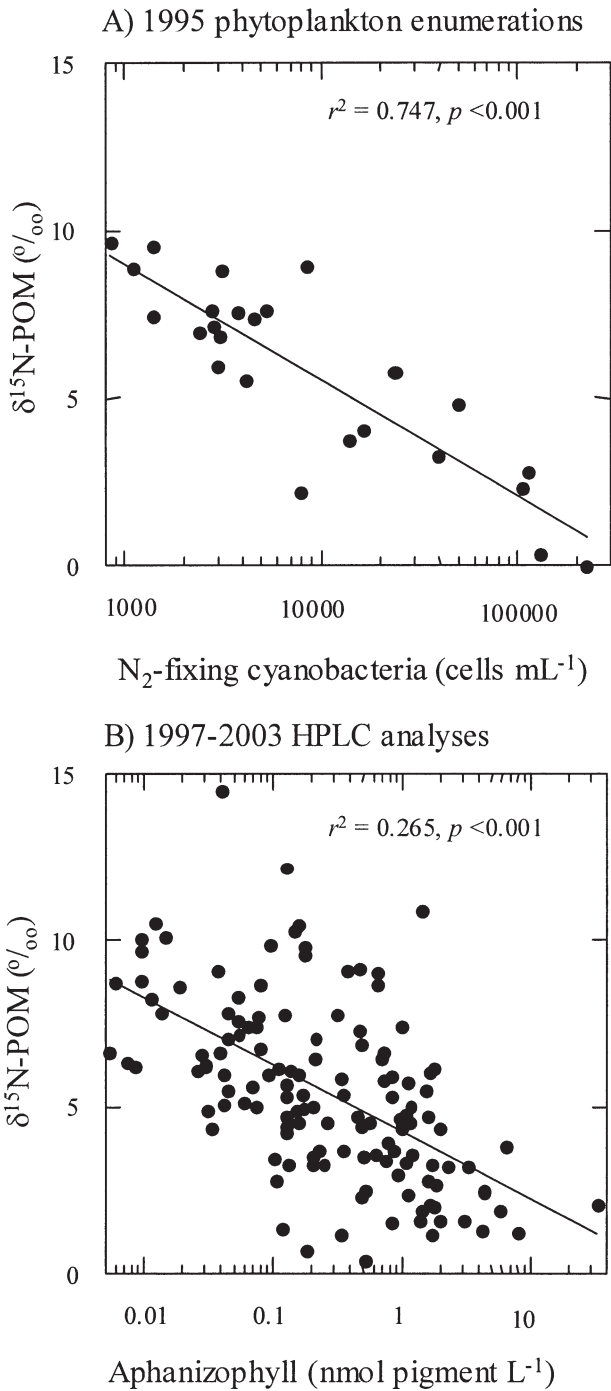 A) 1995 phytoplankton enumerations
15
r² = 0.747, p <0.001
10
δ¹⁵N-POM (º/ₒₒ)
5
0
1000 10000 100000
N₂-fixing cyanobacteria (cells mL⁻¹)
B) 1997-2003 HPLC analyses
15
r² = 0.265, p <0.001
10
δ¹⁵N-POM (º/ₒₒ)
5
0
0.01 0.1 1 10
Aphanizophyll (nmol pigment L⁻¹)